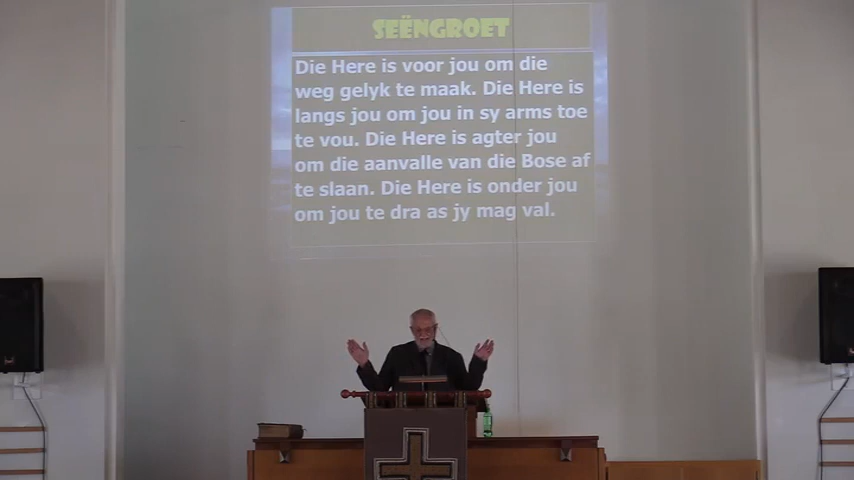 SEËNGROET
Die Here is voor jou om die
weg gelyk te maak. Die Here is
langs jou om jou in sy arms toe
te vou. Die Here is agter jou
om die aanvalle van die Bose af
te slaan. Die Here is onder jou
om jou te dra as jy mag val.